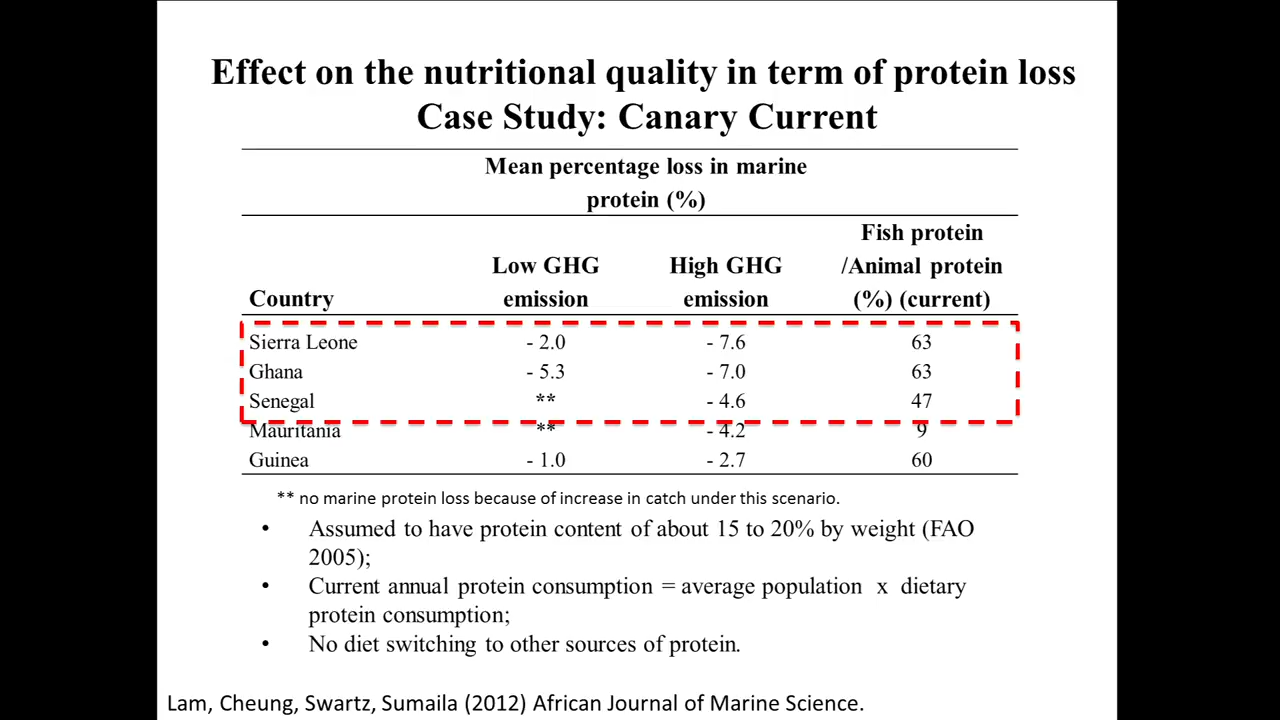 Effect on the nutritional quality in term of protein loss
Case Study: Canary Current
Mean percentage loss in marine
protein (%)
Fish protein
Low GHG High GHG /Animal protein
Country emission emission (%) (current)
Sierra Leone - 2.0 - 7.6 63
Ghana - 5.3 - 7.0 63
Senegal ** - 4.6 47
Mauritania ** - 4.2 9
Guinea - 1.0 - 2.7 60
** no marine protein loss because of increase in catch under this scenario.
• Assumed to have protein content of about 15 to 20% by weight (FAO
2005);
• Current annual protein consumption = average population x dietary
protein consumption;
• No diet switching to other sources of protein.
Lam, Cheung, Swartz, Sumaila (2012) African Journal of Marine Science.